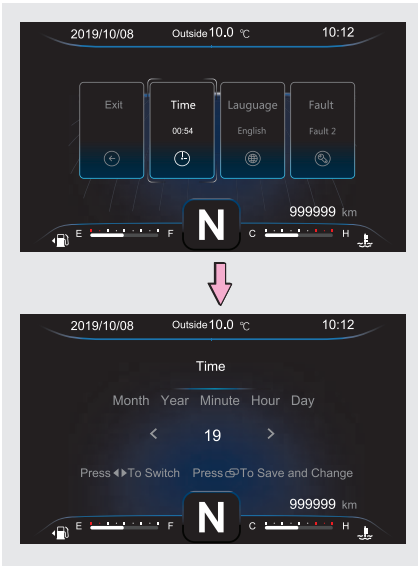 2019/10/08 Outside 10.0 ℃ 10:12
Exit Time Lauguage Fault
00:54 English Fault 2
999999 km
E F N C H
2019/10/08 Outside 10.0 ℃ 10:12
Time
Month Year Minute Hour Day
< 19 >
Press To Switch Press To Save and Change
999999 km
E F N C H